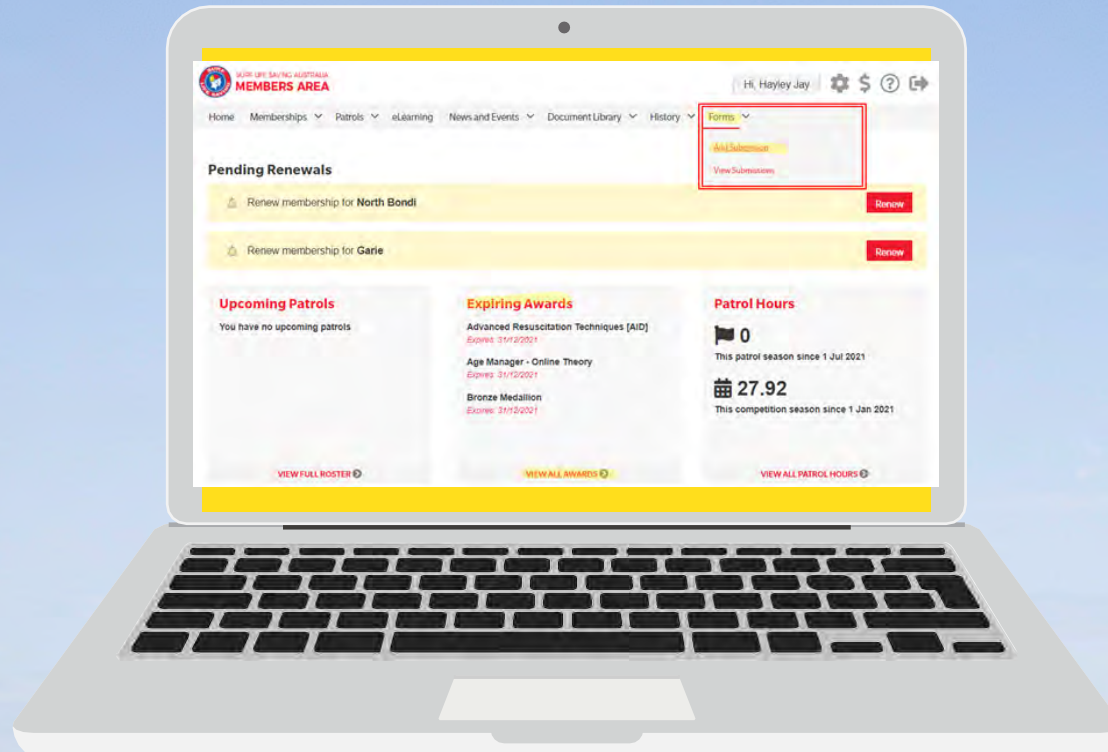 SURF LIFE SAVING AUSTRALIA
MEMBERS AREA
Hi, Hayley Jay
Home Memberships Patrols eLearning News and Events Document Library History Forms
Add Submission
View Submissions
Pending Renewals
Renew membership for North Bondi Renew
Renew membership for Garie Renew
Upcoming Patrols
You have no upcoming patrols
VIEW FULL ROSTER
Expiring Awards
Advanced Resuscitation Techniques [AID]
Expires: 31/12/2021
Age Manager - Online Theory
Expires: 31/12/2021
Bronze Medallion
Expires: 31/12/2021
VIEW ALL AWARDS
Patrol Hours
0
This patrol season since 1 Jul 2021
27.92
This competition season since 1 Jan 2021
VIEW ALL PATROL HOURS